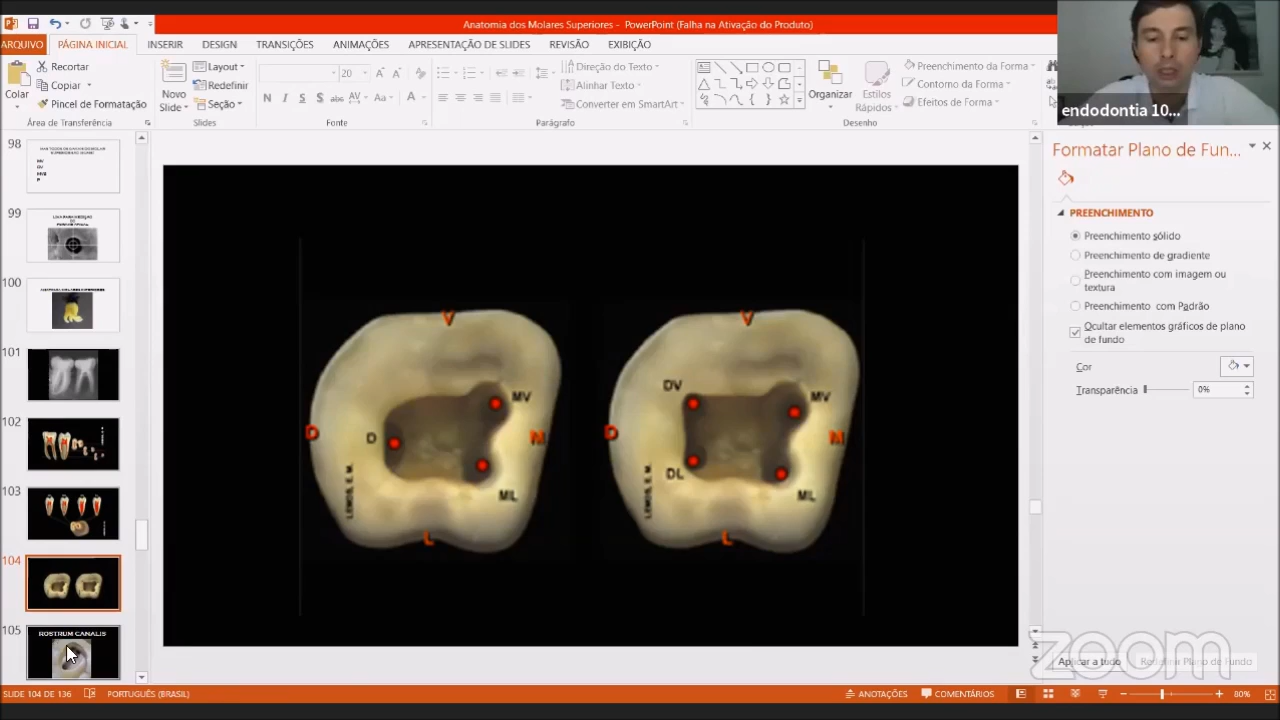 Anatomia dos Molares Superiores - PowerPoint (Falha na Ativação do Produto)
ARQUIVO PÁGINA INICIAL INSERIR DESIGN TRANSIÇÕES ANIMAÇÕES APRESENTAÇÃO DE SLIDES REVISÃO EXIBIÇÃO
Colar
Recortar
Copiar
Pincel de Formatação
Área de Transferência
Novo
Slide
Layout
Redefinir
Seção
Slides
20
Fonte
Direção do Texto
Alinhar Texto
Converter em SmartArt
Parágrafo
Organizar
Estilos
Rápidos
Preenchimento da Forma
Contorno da Forma
Efeitos de Forma
Desenho
endodontia 10...
98
99
100
101
102
103
104
105
ROSTRUM CANALIS
V
MV
D
D
M
ML
L
LEMOS, E. M.
V
DV
MV
D
M
DL
ML
L
LEMOS, E. M.
Formatar Plano de Fun...
PREENCHIMENTO
Preenchimento sólido
Preenchimento de gradiente
Preenchimento com imagem ou
textura
Preenchimento com Padrão
Ocultar elementos gráficos de plano
de fundo
Cor
Transparência 0%
Aplicar a tudo Redefinir Plano de Fundo
zoom
SLIDE 104 DE 136 PORTUGUÊS (BRASIL) ANOTAÇÕES COMENTÁRIOS 80%